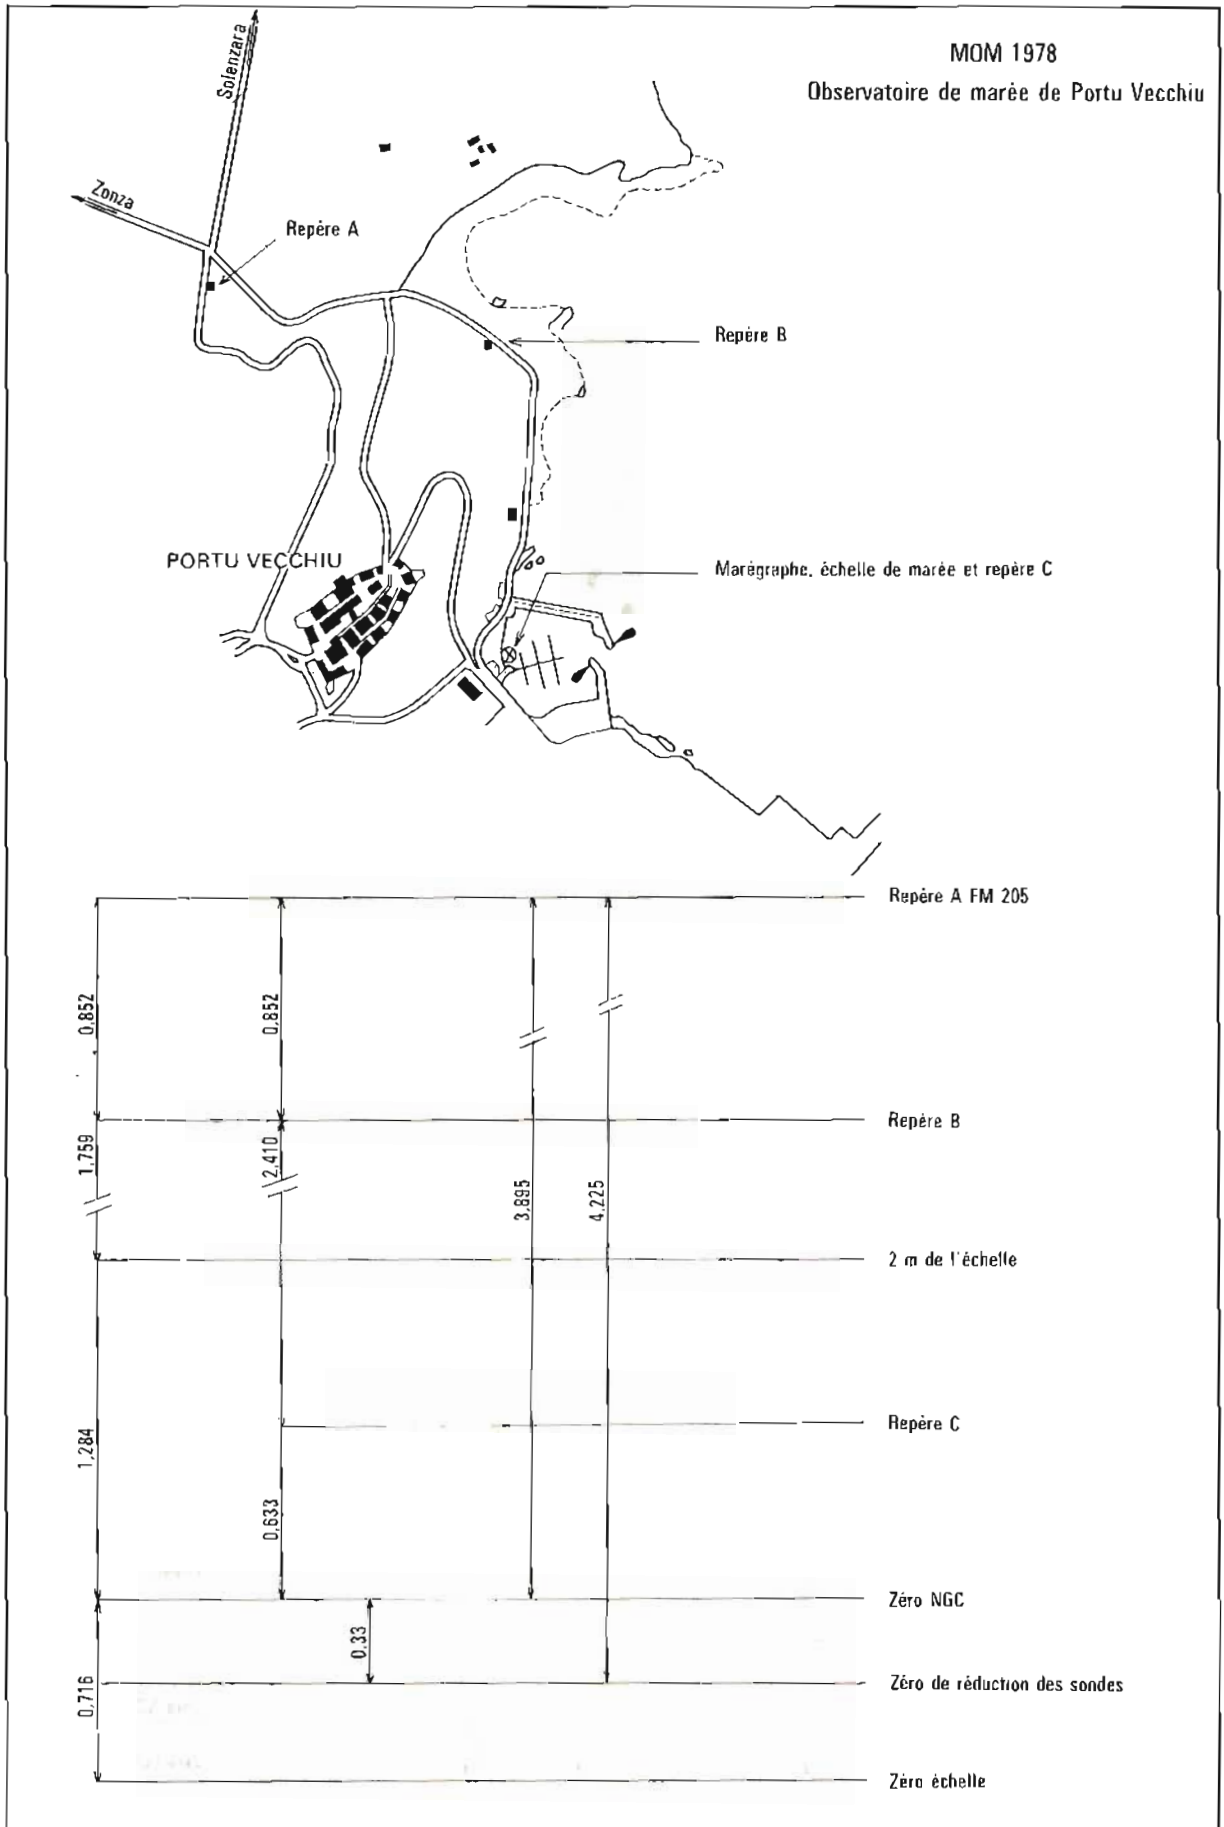 MOM 1978
Observatoire de marée de Portu Vecchiu
Solenzara
Zonza
Repère A
Repère B
PORTU VECCHIU
Marégraphe, échelle de marée et repère C
Repère A FM 205
0,852
0,852
Repère B
1,759
2,410
3,895
4,225
2 m de l'échelle
Repère C
1,284
0,633
Zéro NGC
0,33
Zéro de réduction des sondes
0,716
Zéro échelle